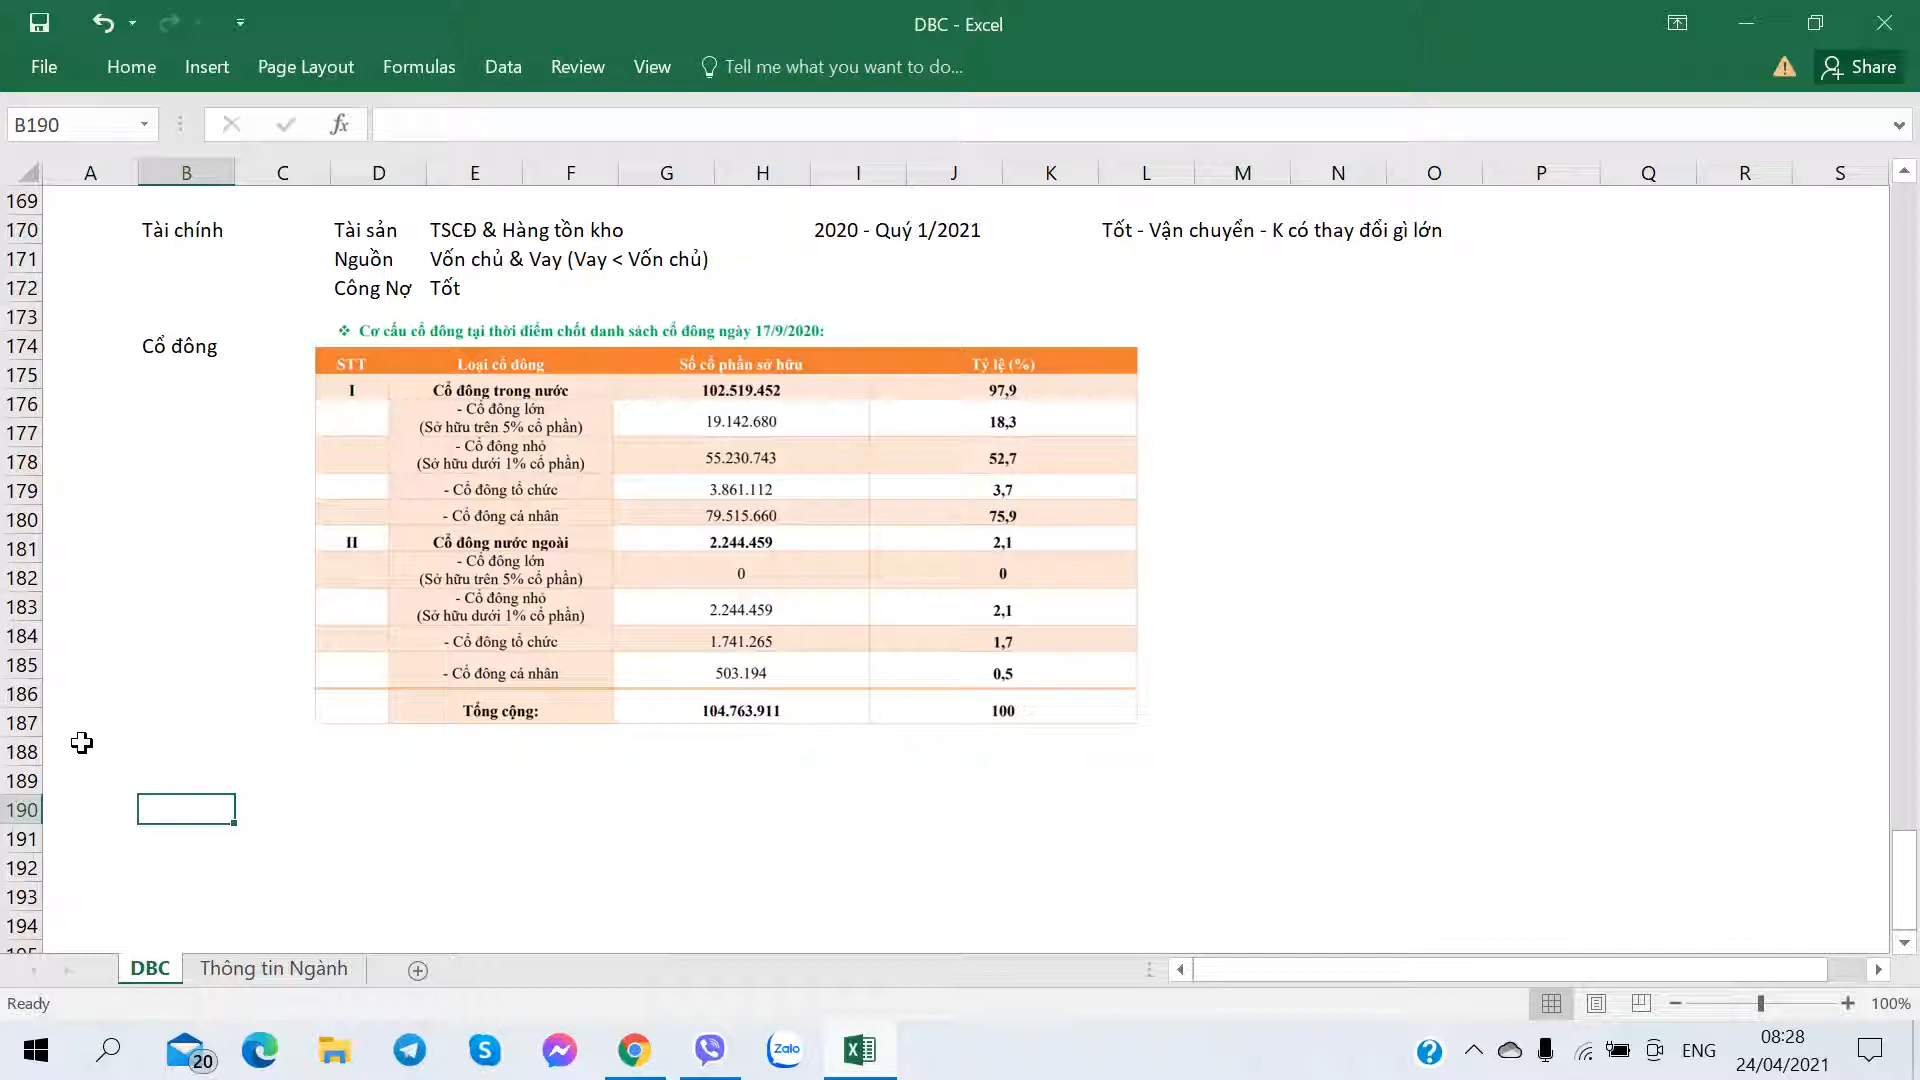 DBC - Excel
File Home Insert Page Layout Formulas Data Review View Tell me what you want to do... Share
B190 fx
A B C D E F G H I J K L M N O P Q R S
169
170 Tài chính Tài sản TSCĐ & Hàng tồn kho 2020 - Quý 1/2021 Tốt - Vận chuyển - K có thay đổi gì lớn
171 Nguồn Vốn chủ & Vay (Vay < Vốn chủ)
172 Công Nợ Tốt
173
❖ Cơ cấu cổ đông tại thời điểm chốt danh sách cổ đông ngày 17/9/2020:
174 Cổ đông
STT Loại cổ đông Số cổ phần sở hữu Tỷ lệ (%)
175
I Cổ đông trong nước 102.519.452 97,9
176
- Cổ đông lớn
(Sở hữu trên 5% cổ phần) 19.142.680 18,3
177
- Cổ đông nhỏ
(Sở hữu dưới 1% cổ phần) 55.230.743 52,7
178
179 - Cổ đông tổ chức 3.861.112 3,7
180 - Cổ đông cá nhân 79.515.660 75,9
181 II Cổ đông nước ngoài 2.244.459 2,1
- Cổ đông lớn
(Sở hữu trên 5% cổ phần) 0 0
182
- Cổ đông nhỏ
(Sở hữu dưới 1% cổ phần) 2.244.459 2,1
183
184 - Cổ đông tổ chức 1.741.265 1,7
185 - Cổ đông cá nhân 503.194 0,5
186
187 Tổng cộng: 104.763.911 100
188
189
190
191
192
193
194
195
DBC Thông tin Ngành
Ready 100%
20 Zalo ENG 08:28
24/04/2021